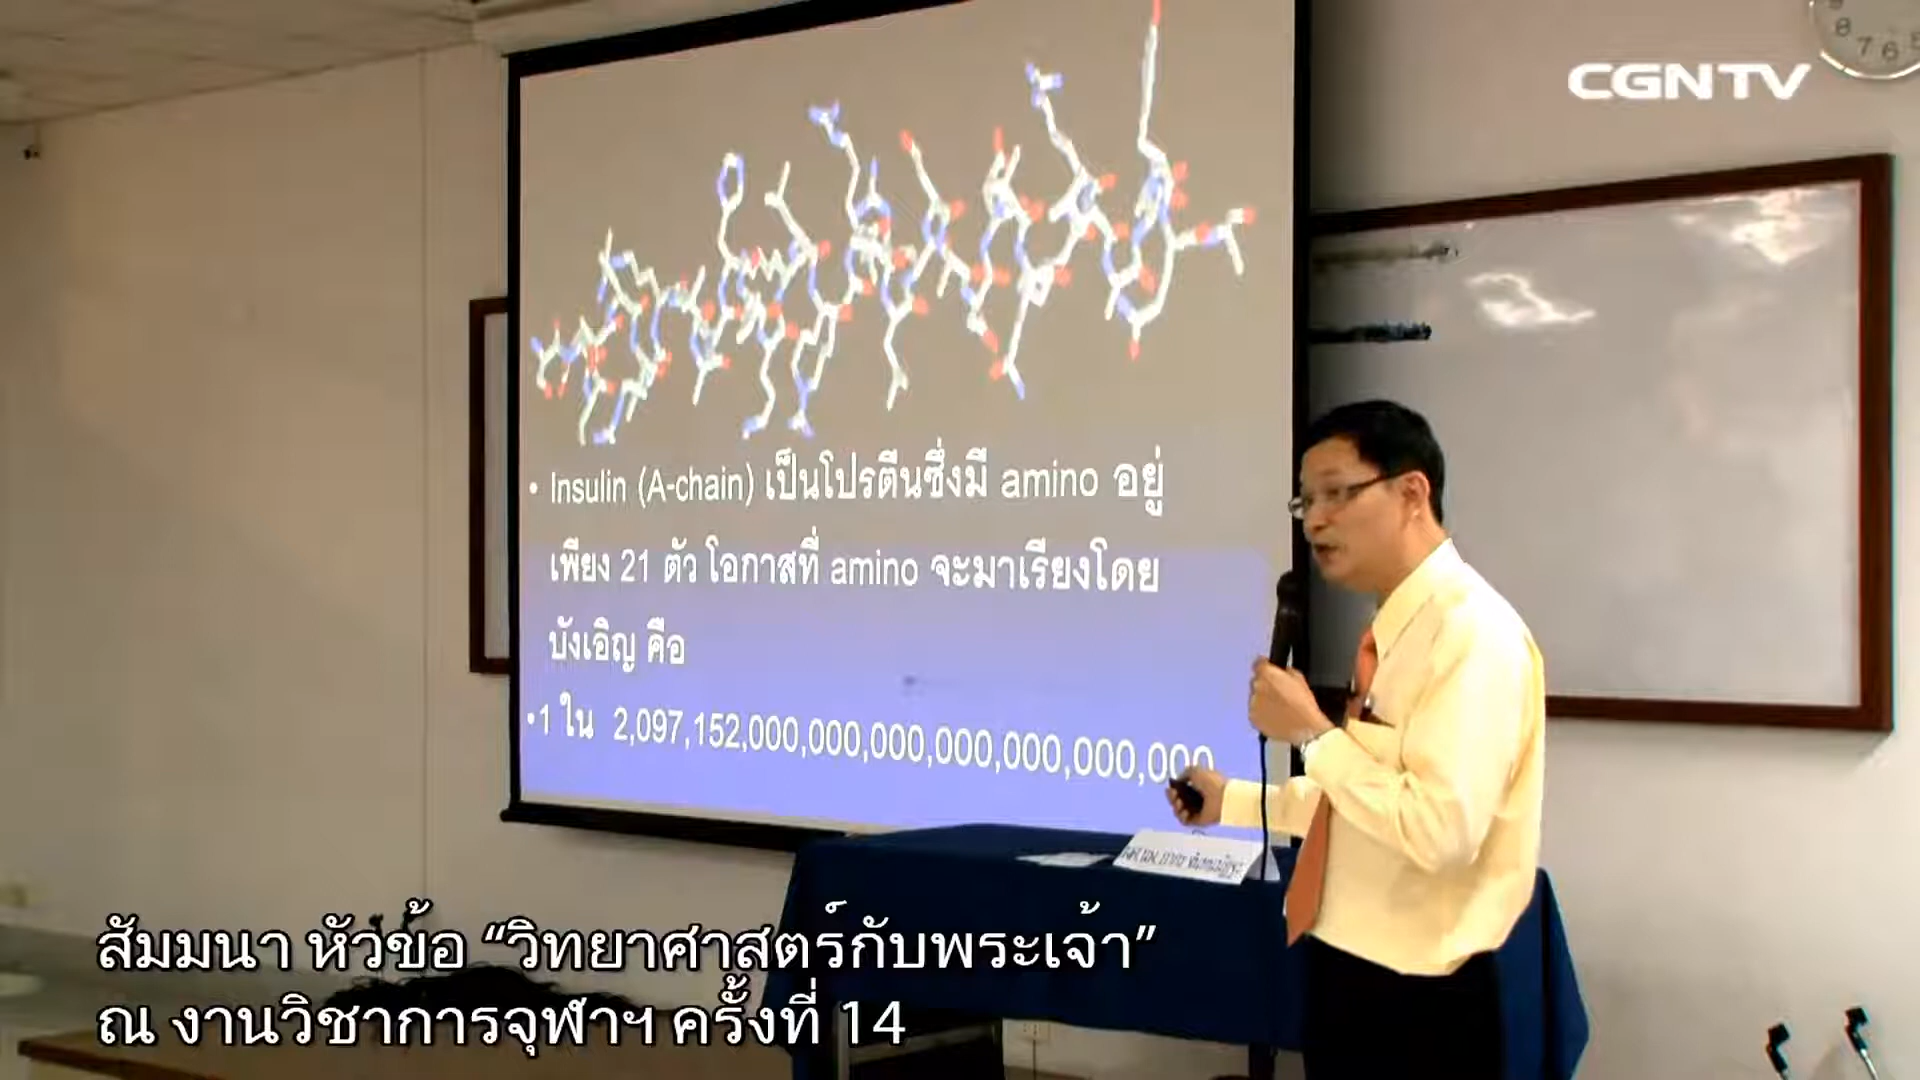 CGNTV
8 7 6
• Insulin (A-chain) เป็นโปรตีนซึ่งมี amino อยู่
เพียง 21 ตัว โอกาสที่ amino จะมาเรียงโดย
บังเอิญ คือ
•1 ใน 2,097,152,000,000,000,000,000,000,000
สัมมนา หัวข้อ “วิทยาศาสตร์กับพระเจ้า”
ณ งานวิชาการจุฬาฯ ครั้งที่ 14